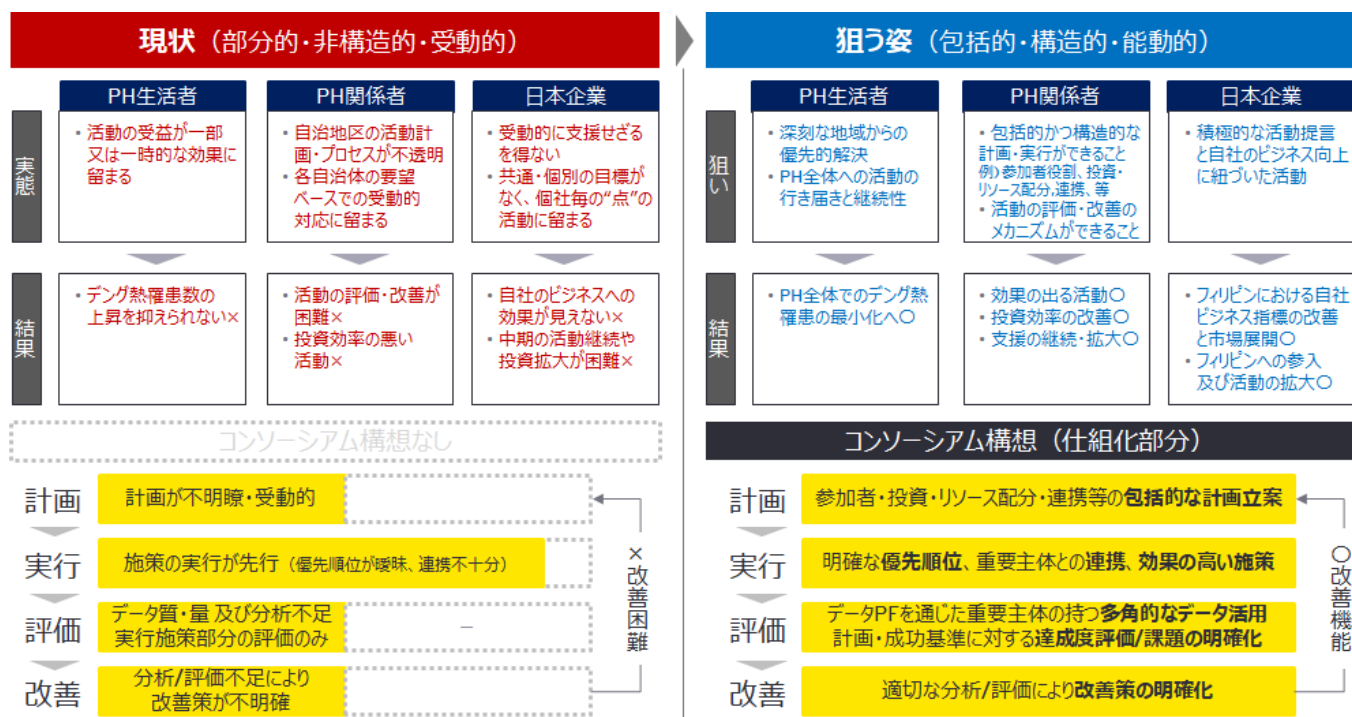 現状（部分的・非構造的・受動的）
PH生活者
PH関係者
日本企業
実態
・活動の受益が一部
又は一時的な効果に
留まる
・自治地区の活動計
画・プロセスが不透明
・各自治体の要望
ベースでの受動的
対応に留まる
・受動的に支援せざる
を得ない
・共通・個別の目標が
なく、個社毎の“点”の
活動に留まる
結果
・デング熱罹患数の
上昇を抑えられない×
・活動の評価・改善が
困難×
・投資効率の悪い
活動×
・自社のビジネスへの
効果が見えない×
・中期の活動継続や
投資拡大が困難×
コンソーシアム構想なし
計画
計画が不明瞭・受動的
実行
施策の実行が先行（優先順位が曖昧、連携不十分）
評価
データ質・量 及び分析不足
実行施策部分の評価のみ
－
改善
分析/評価不足により
改善策が不明確
×改善困難
狙う姿（包括的・構造的・能動的）
PH生活者
PH関係者
日本企業
狙い
・深刻な地域からの
優先的解決
・PH全体への活動の
行き届きと継続性
・包括的かつ構造的な
計画・実行ができること
例）参加者役割、投資・
リソース配分,連携、等
・活動の評価・改善の
メカニズムができること
・積極的な活動提言
と自社のビジネス向上
に紐づいた活動
結果
・PH全体でのデング熱
罹患の最小化へ○
・効果の出る活動○
・投資効率の改善○
・支援の継続・拡大○
・フィリピンにおける自社
ビジネス指標の改善
と市場展開○
・フィリピンへの参入
及び活動の拡大○
コンソーシアム構想（仕組化部分）
計画
参加者・投資・リソース配分・連携等の包括的な計画立案
実行
明確な優先順位、重要主体との連携、効果の高い施策
評価
データPFを通じた重要主体の持つ多角的なデータ活用
計画・成功基準に対する達成度評価/課題の明確化
改善
適切な分析/評価により改善策の明確化
○改善機能